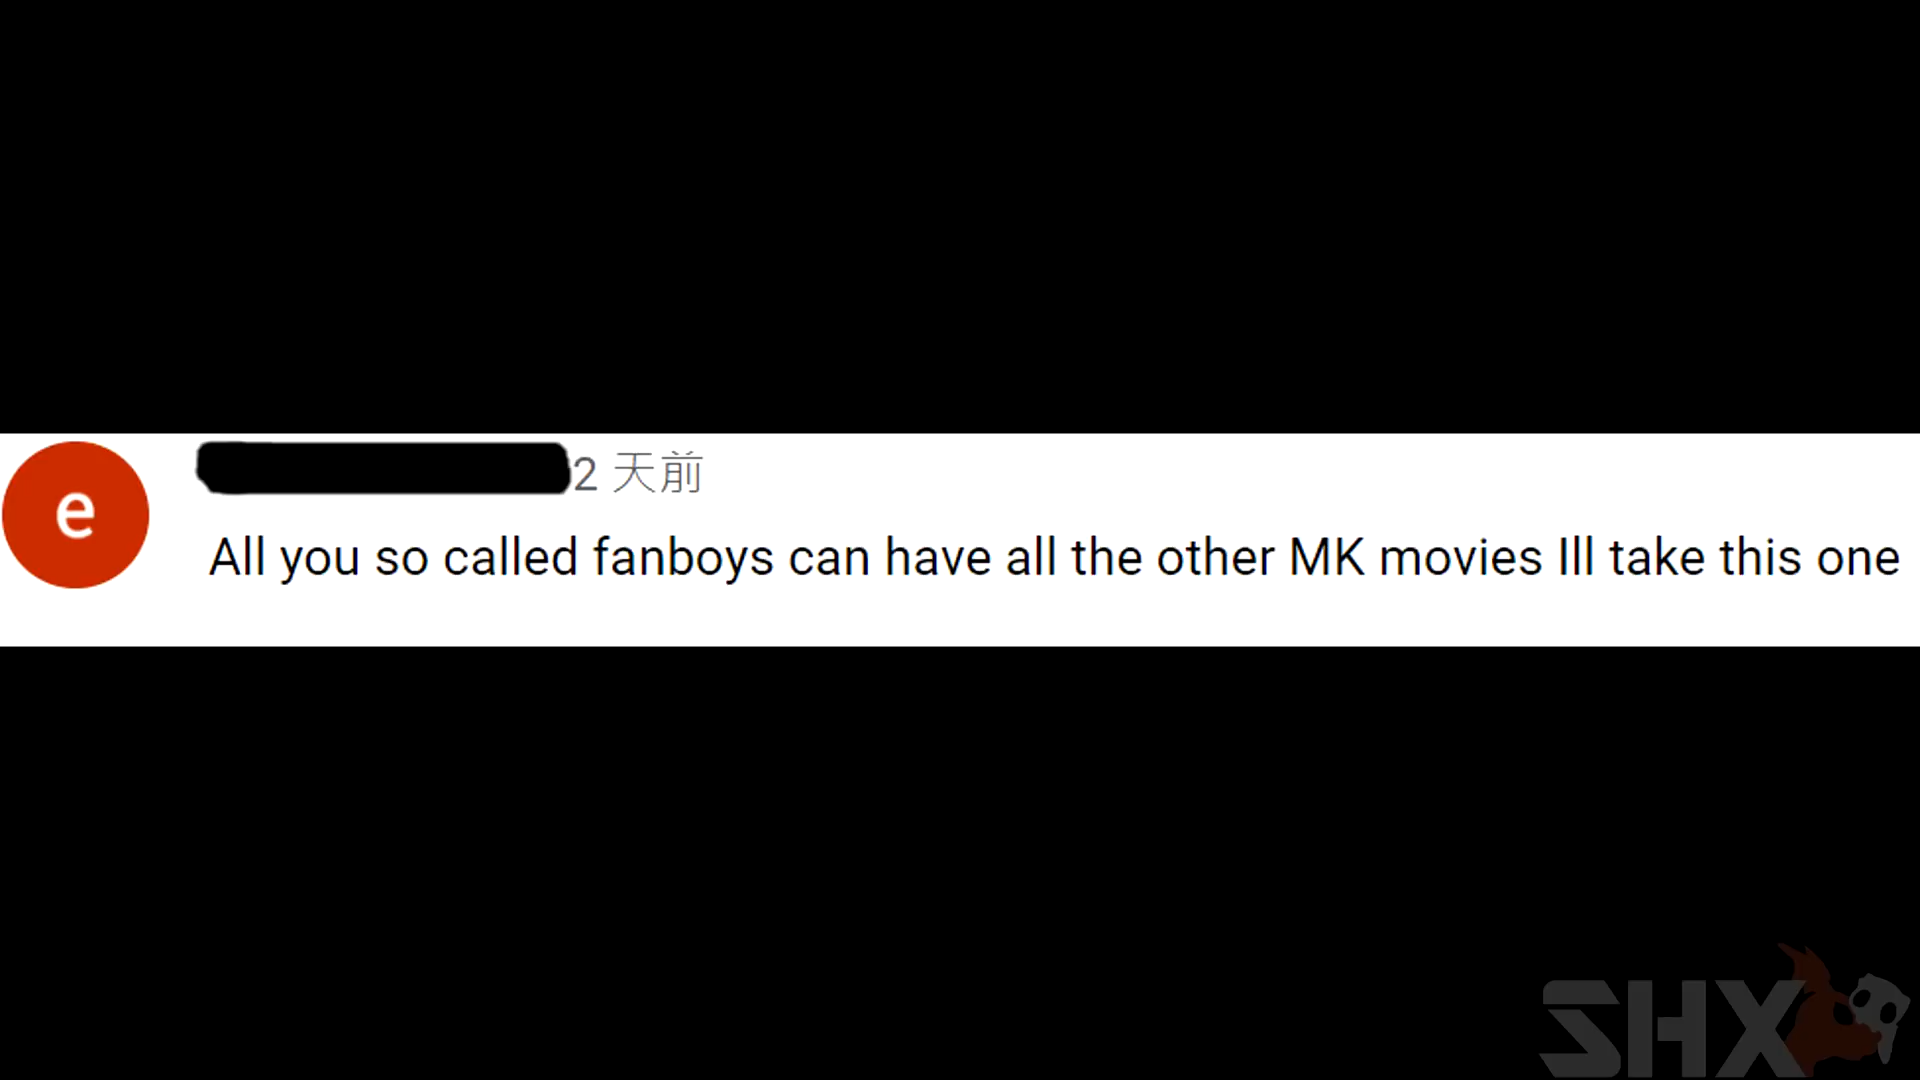 e
2 天前
All you so called fanboys can have all the other MK movies Ill take this one
SHX